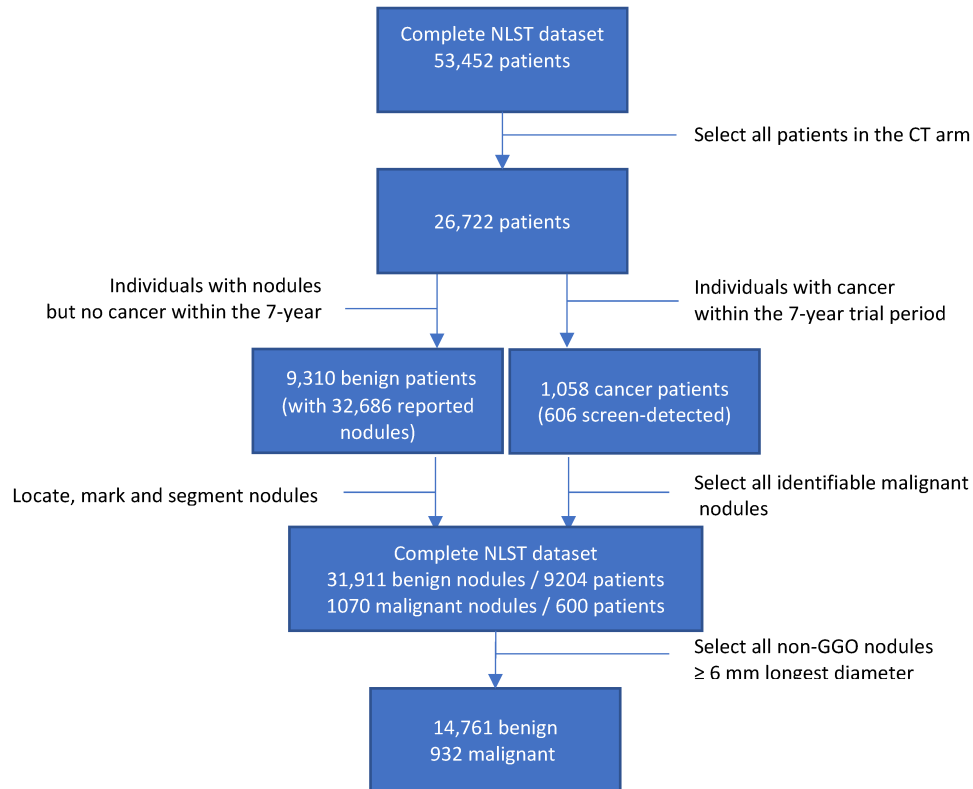 Complete NLST dataset
53,452 patients
Select all patients in the CT arm
26,722 patients
Individuals with nodules
but no cancer within the 7-year
Individuals with cancer
within the 7-year trial period
9,310 benign patients
(with 32,686 reported
nodules)
1,058 cancer patients
(606 screen-detected)
Locate, mark and segment nodules
Select all identifiable malignant
nodules
Complete NLST dataset
31,911 benign nodules / 9204 patients
1070 malignant nodules / 600 patients
Select all non-GGO nodules
≥ 6 mm longest diameter
14,761 benign
932 malignant